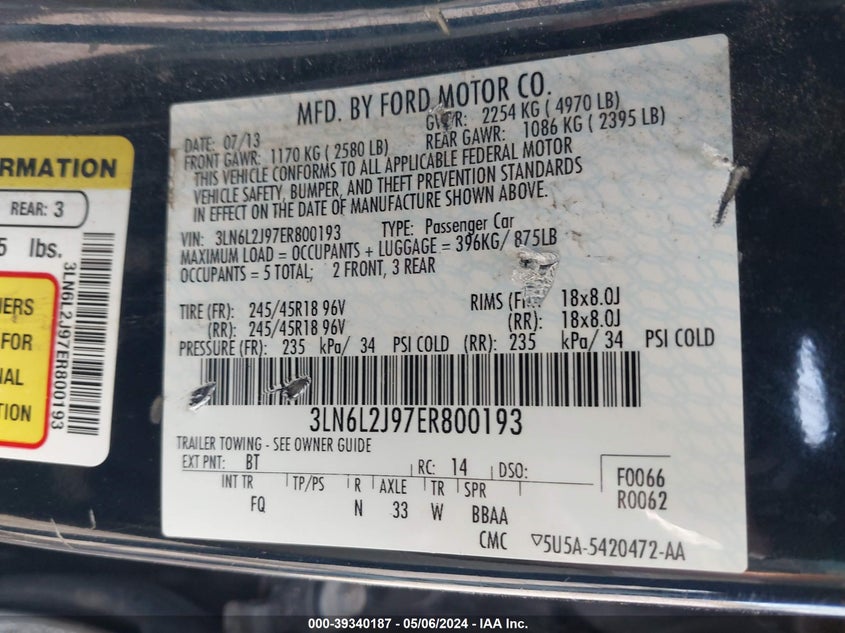 ORMATION
REAR: 3
5 lbs.
IERS
FOR
NAL
3LN6L2J97ER800193
MFD. BY FORD MOTOR CO.
DATE: 07/13 GVWR: 2254 KG ( 4970 LB)
FRONT GAWR: 1170 KG ( 2580 LB) REAR GAWR: 1086 KG ( 2395 LB)
THIS VEHICLE CONFORMS TO ALL APPLICABLE FEDERAL MOTOR
VEHICLE SAFETY, BUMPER, AND THEFT PREVENTION STANDARDS
IN EFFECT ON THE DATE OF MANUFACTURE SHOWN ABOVE.
VIN: 3LN6L2J97ER800193 TYPE: Passenger Car
MAXIMUM LOAD = OCCUPANTS + LUGGAGE = 396KG/ 875LB
OCCUPANTS = 5 TOTAL; 2 FRONT, 3 REAR
TIRE (FR): 245/45R18 96V RIMS (FR): 18x8.0J
(RR): 245/45R18 96V (RR): 18x8.0J
PRESSURE (FR): 235 kPa/ 34 PSI COLD (RR): 235 kPa/ 34 PSI COLD
3LN6L2J97ER800193
TRAILER TOWING - SEE OWNER GUIDE
EXT PNT: BT RC: 14 DSO: F0066
INT TR TP/PS R AXLE TR SPR R0062
FQ N 33 W BBAA
CMC ▽5U5A-5420472-AA
000-39340187 - 05/06/2024 - IAA Inc.